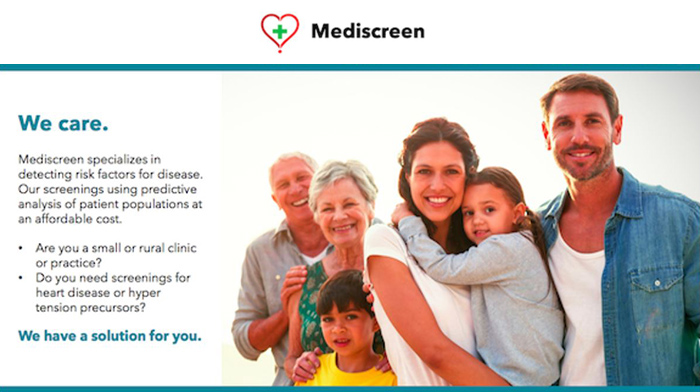 Mediscreen
We care.
Mediscreen specializes in
detecting risk factors for disease.
Our screenings using predictive
analysis of patient populations at
an affordable cost.
• Are you a small or rural clinic
or practice?
• Do you need screenings for
heart disease or hyper
tension precursors?
We have a solution for you.